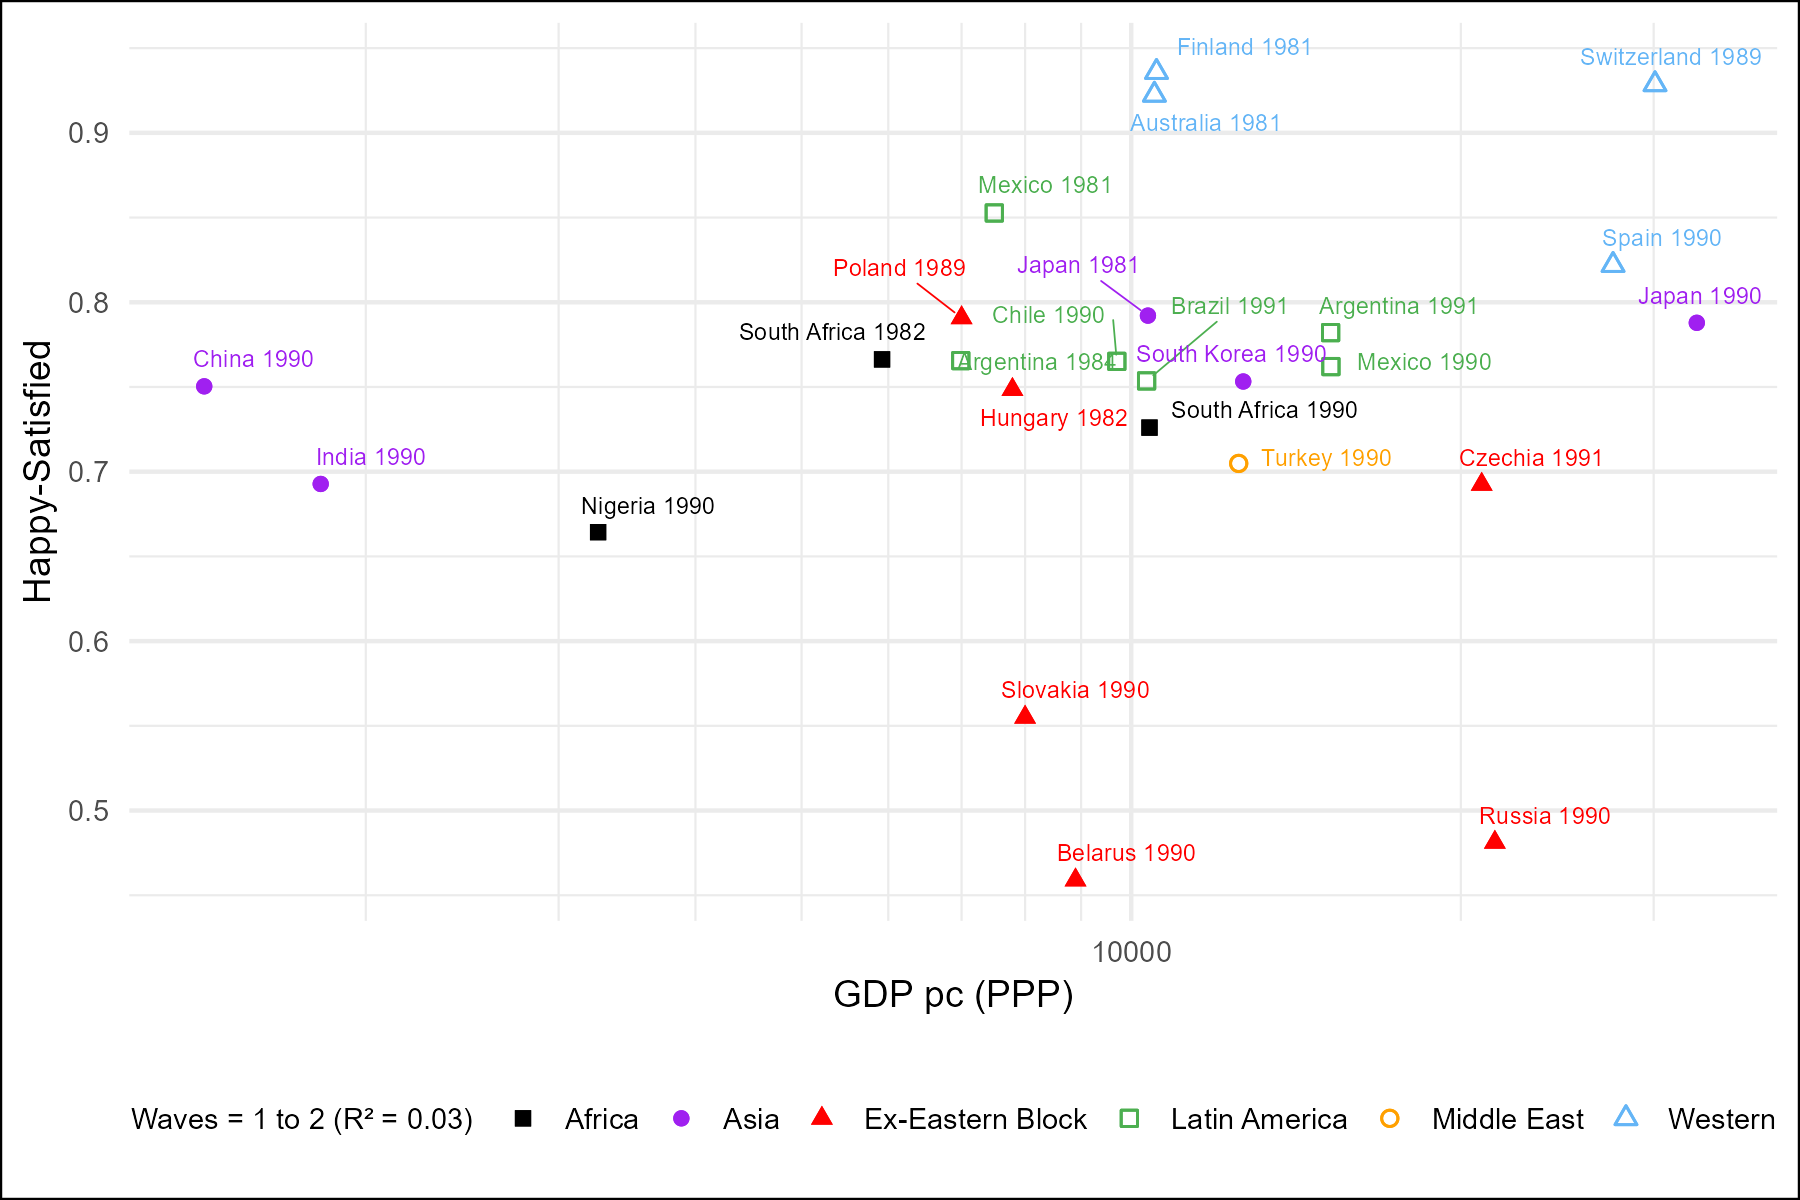 Finland 1981
Switzerland 1989
Australia 1981
0.9
Mexico 1981
Spain 1990
Poland 1989
Japan 1981
0.8
Japan 1990
Chile 1990
Brazil 1991
Argentina 1991
South Africa 1982
China 1990
Argentina 1984
South Korea 1990
Mexico 1990
Hungary 1982
South Africa 1990
India 1990
0.7
Turkey 1990
Czechia 1991
Nigeria 1990
Happy-Satisfied
0.6
Slovakia 1990
0.5
Russia 1990
Belarus 1990
10000
GDP pc (PPP)
Waves = 1 to 2 (R² = 0.03) Africa Asia Ex-Eastern Block Latin America Middle East Western